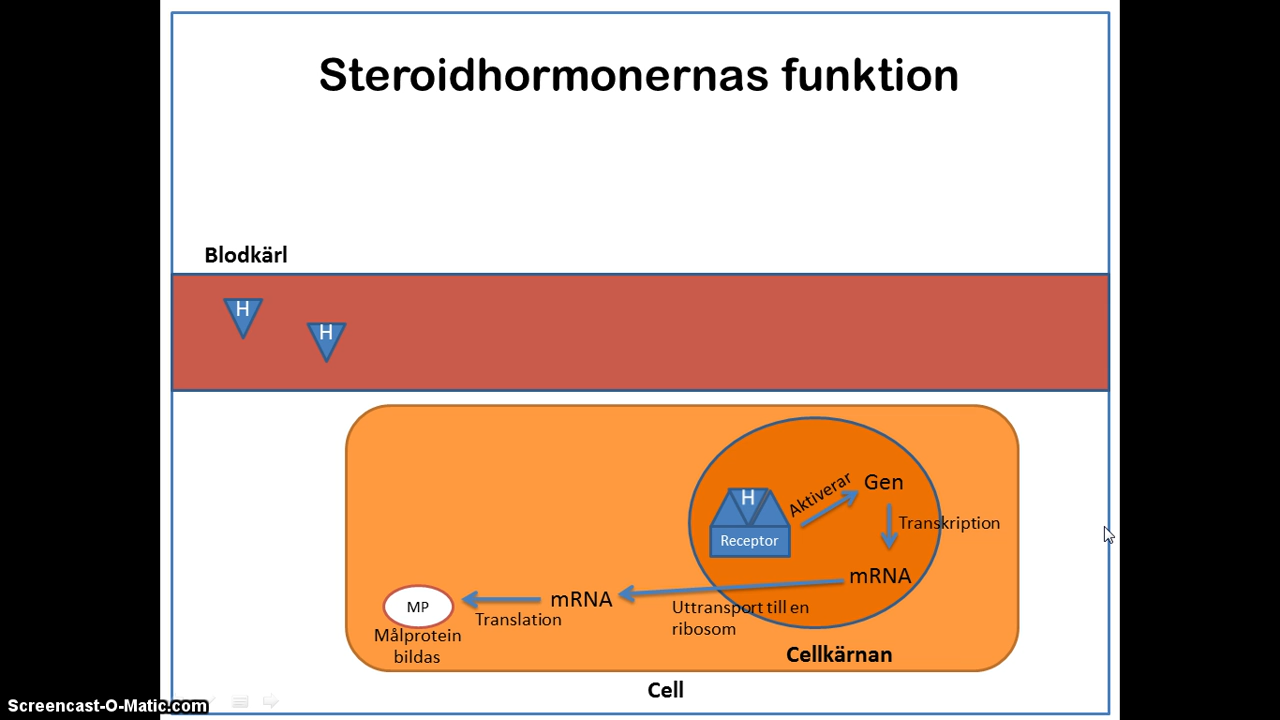 Steroidhormonernas funktion
Blodkärl
H
H
H
Receptor
Aktiverar
Gen
Transkription
mRNA
Uttransport till en
ribosom
mRNA
Translation
MP
Målprotein
bildas
Cellkärnan
Cell
Screencast-O-Matic.com